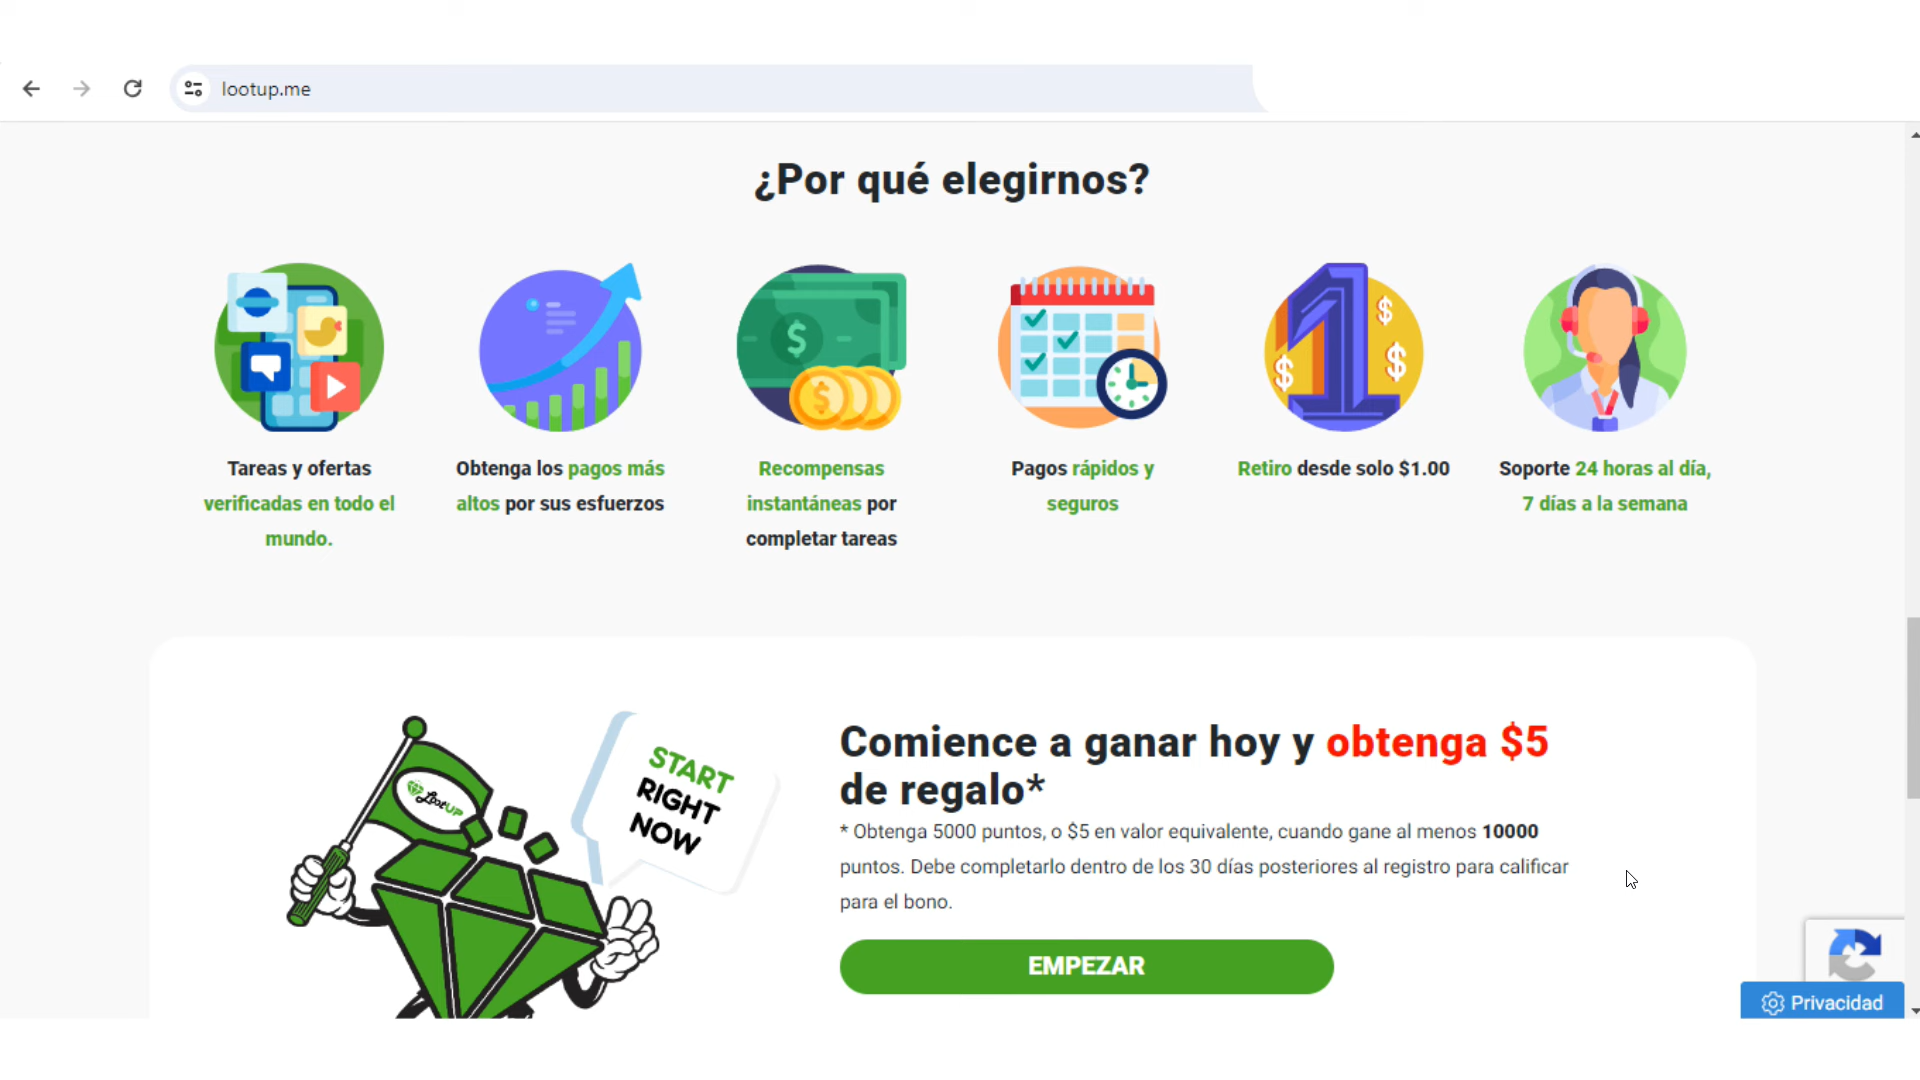 lootup.me
¿Por qué elegirnos?
Tareas y ofertas
verificadas en todo el
mundo.
Obtenga los pagos más
altos por sus esfuerzos
Recompensas
instantáneas por
completar tareas
Pagos rápidos y
seguros
Retiro desde solo $1.00
Soporte 24 horas al día,
7 días a la semana
LootUP
START
RIGHT
NOW
Comience a ganar hoy y obtenga $5
de regalo*
* Obtenga 5000 puntos, o $5 en valor equivalente, cuando gane al menos 10000
puntos. Debe completarlo dentro de los 30 días posteriores al registro para calificar
para el bono.
EMPEZAR
Privacidad